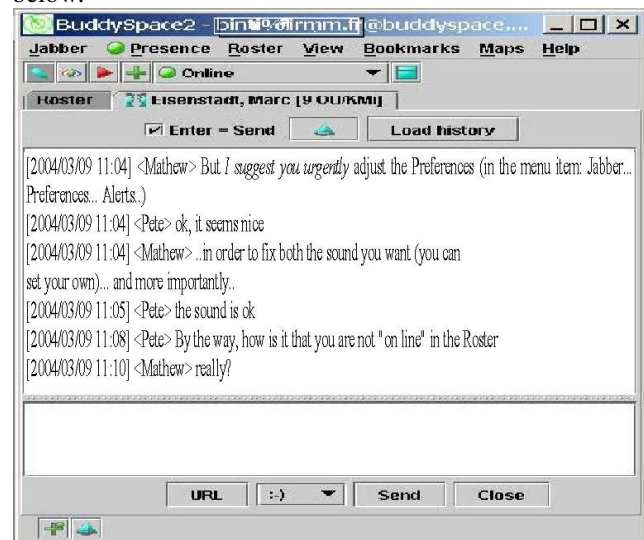 below.
BuddySpace2 - @buddyspace....
Jabber Presence Roster View Bookmarks Maps Help
Online
Roster Eisenstadt, Marc [9 OU/KMi]
Enter = Send Load history
[2004/03/09 11:04] <Mathew> But I suggest you urgently adjust the Preferences (in the menu item: Jabber...
Preferences... Alerts..)
[2004/03/09 11:04] <Pete> ok, it seems nice
[2004/03/09 11:04] <Mathew> ..in order to fix both the sound you want (you can
set your own)... and more importantly..
[2004/03/09 11:05] <Pete> the sound is ok
[2004/03/09 11:08] <Pete> By the way, how is it that you are not "on line" in the Roster
[2004/03/09 11:10] <Mathew> really?
URL :-) Send Close